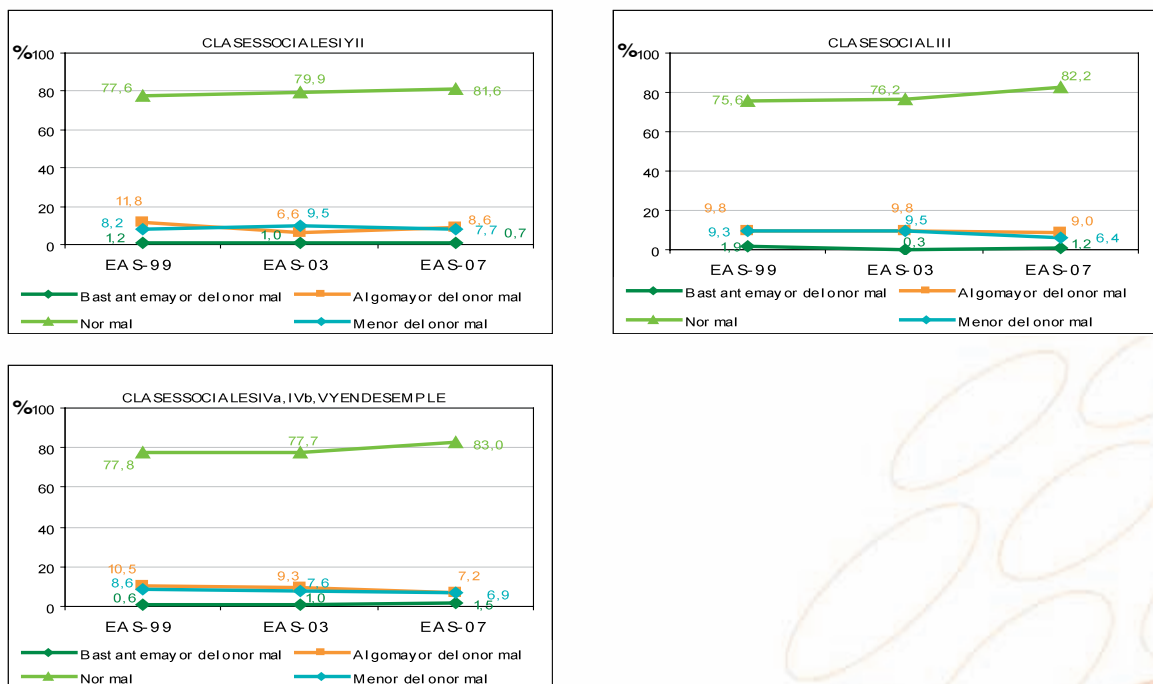 CLASESSOCIALESIYII
%
100
80
60
40
20
0
77,6
79,9
81,6
11,8
6,6
8,6
8,2
9,5
7,7
1,2
1,0
0,7
EAS-99
EAS-03
EAS-07
Bastantemayor delonormal
Algomayor delonormal
Normal
Menor delonormal
CLASESOCIALIII
%
100
80
60
40
20
0
75,6
76,2
82,2
9,8
9,8
9,0
9,3
9,5
6,4
1,9
0,3
1,2
EAS-99
EAS-03
EAS-07
Bastantemayor delonormal
Algomayor delonormal
Normal
Menor delonormal
CLASESSOCIALESIVa,IVb,VYENDESEMPLE
%
100
80
60
40
20
0
77,8
77,7
83,0
10,5
9,3
7,2
8,6
7,6
6,9
0,6
1,0
1,5
EAS-99
EAS-03
EAS-07
Bastantemayor delonormal
Algomayor delonormal
Normal
Menor delonormal